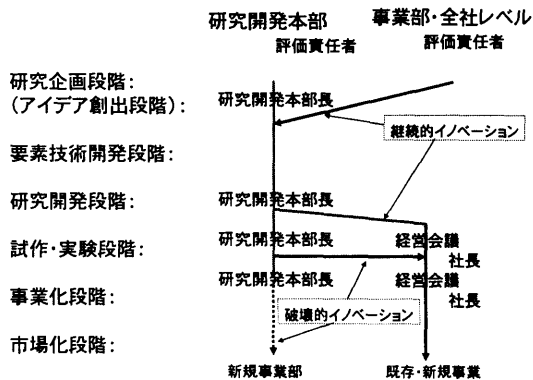 研究開発本部
事業部・全社レベル
評価責任者
評価責任者
研究企画段階：
(アイデア創出段階)：
研究開発本部長
継続的イノベーション
要素技術開発段階：
研究開発段階：
研究開発本部長
試作・実験段階：
研究開発本部長
経営会議
社長
研究開発本部長
経営会議
社長
事業化段階：
破壊的イノベーション
市場化段階：
新規事業部
既存・新規事業